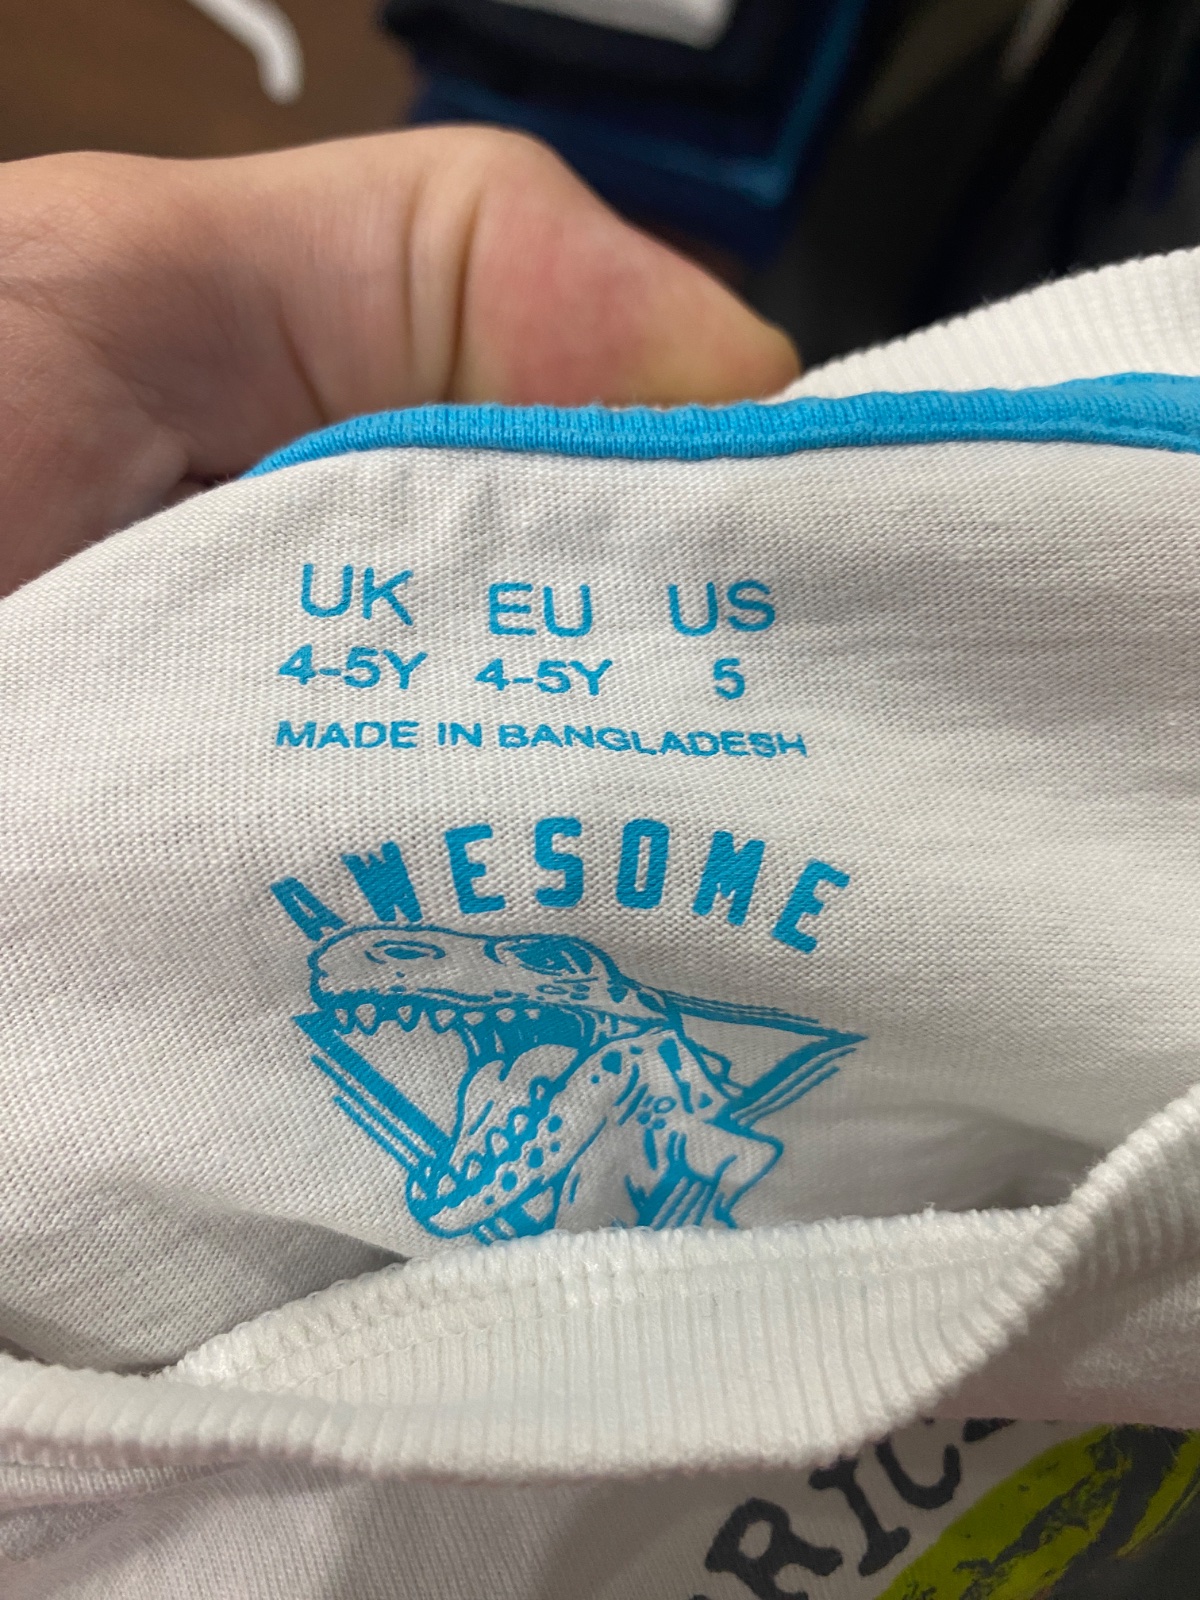 UK EU US
4-5Y 4-5Y 5
MADE IN BANGLADESH
AWESOME